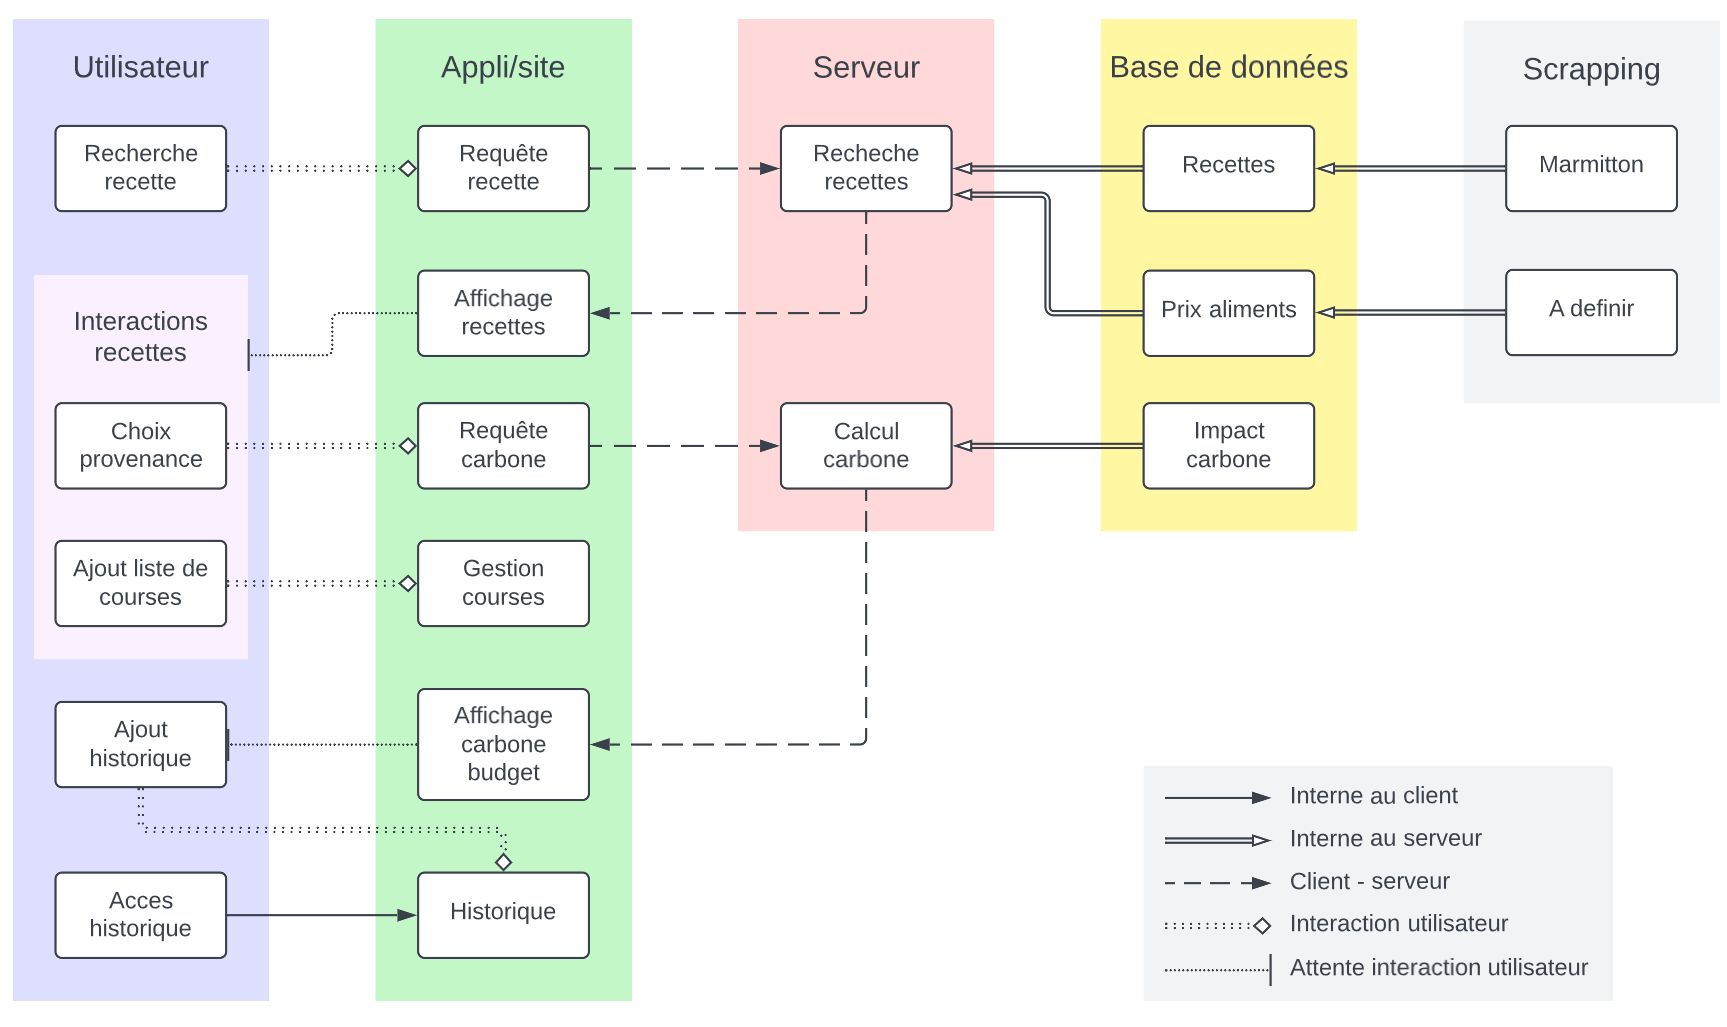 Utilisateur
Appli/site
Serveur
Base de données
Scrapping
Recherche
recette
Requête
recette
Recheche
recettes
Recettes
Marmitton
Interactions
recettes
Affichage
recettes
Prix aliments
A definir
Choix
provenance
Requête
carbone
Calcul
carbone
Impact
carbone
Ajout liste de
courses
Gestion
courses
Ajout
historique
Affichage
carbone
budget
Acces
historique
Historique
Interne au client
Interne au serveur
Client - serveur
Interaction utilisateur
Attente interaction utilisateur